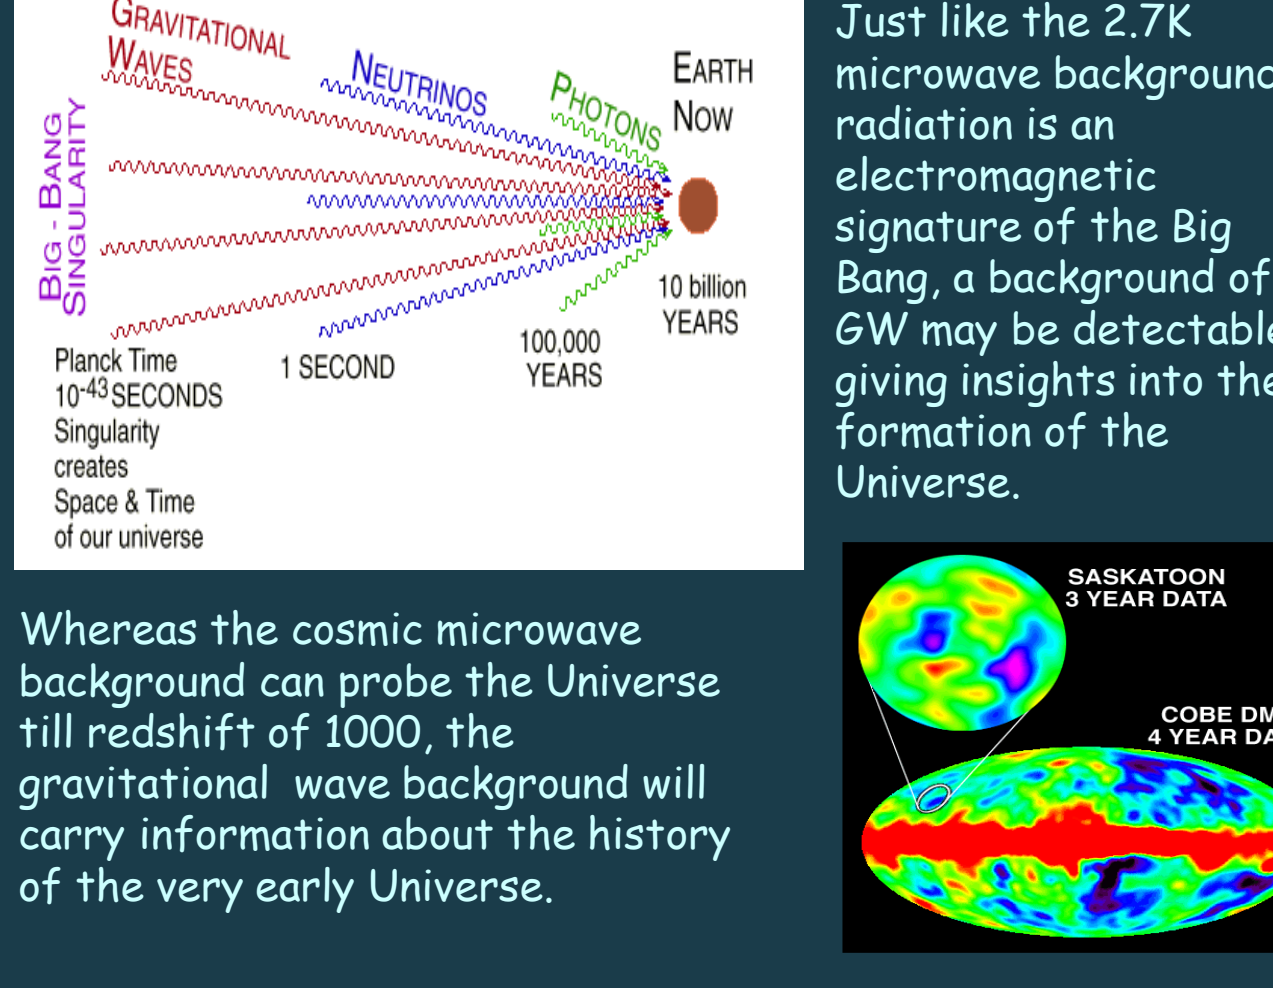 GRAVITATIONAL
WAVES
NEUTRINOS
PHOTONS
EARTH
NOW
BIG - BANG
SINGULARITY
10 billion
YEARS
100,000
YEARS
1 SECOND
Planck Time
10-43 SECONDS
Singularity
creates
Space & Time
of our universe
Just like the 2.7K
microwave background
radiation is an
electromagnetic
signature of the Big
Bang, a background of
GW may be detectable
giving insights into the
formation of the
Universe.
Whereas the cosmic microwave
background can probe the Universe
till redshift of 1000, the
gravitational wave background will
carry information about the history
of the very early Universe.
SASKATOON
3 YEAR DATA
COBE DM
4 YEAR DA